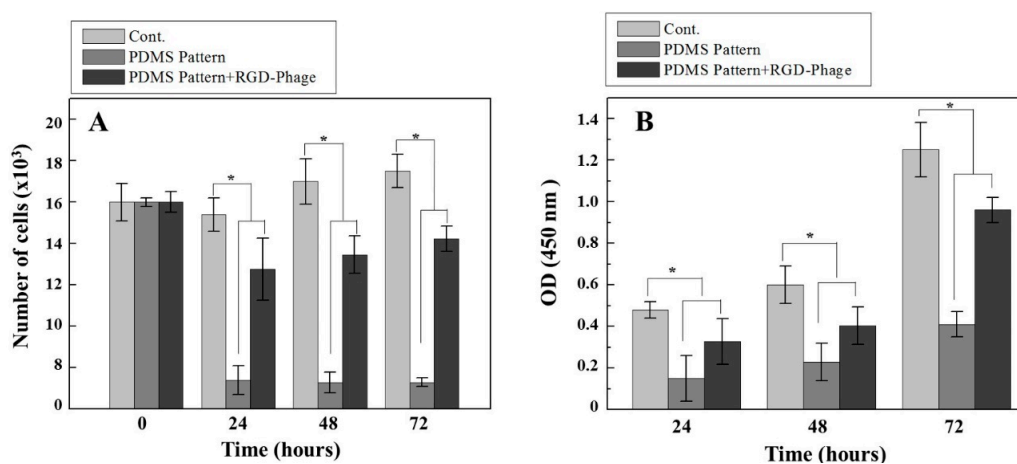 Cont.
PDMS Pattern
PDMS Pattern+RGD-Phage
A
Number of cells (x10³)
20
18
16
14
12
10
8
0
*
*
*
0
24
48
72
Time (hours)
Cont.
PDMS Pattern
PDMS Pattern+RGD-Phage
B
OD (450 nm )
1.4
1.2
1.0
0.8
0.6
0.4
0.2
0
*
*
*
24
48
72
Time (hours)